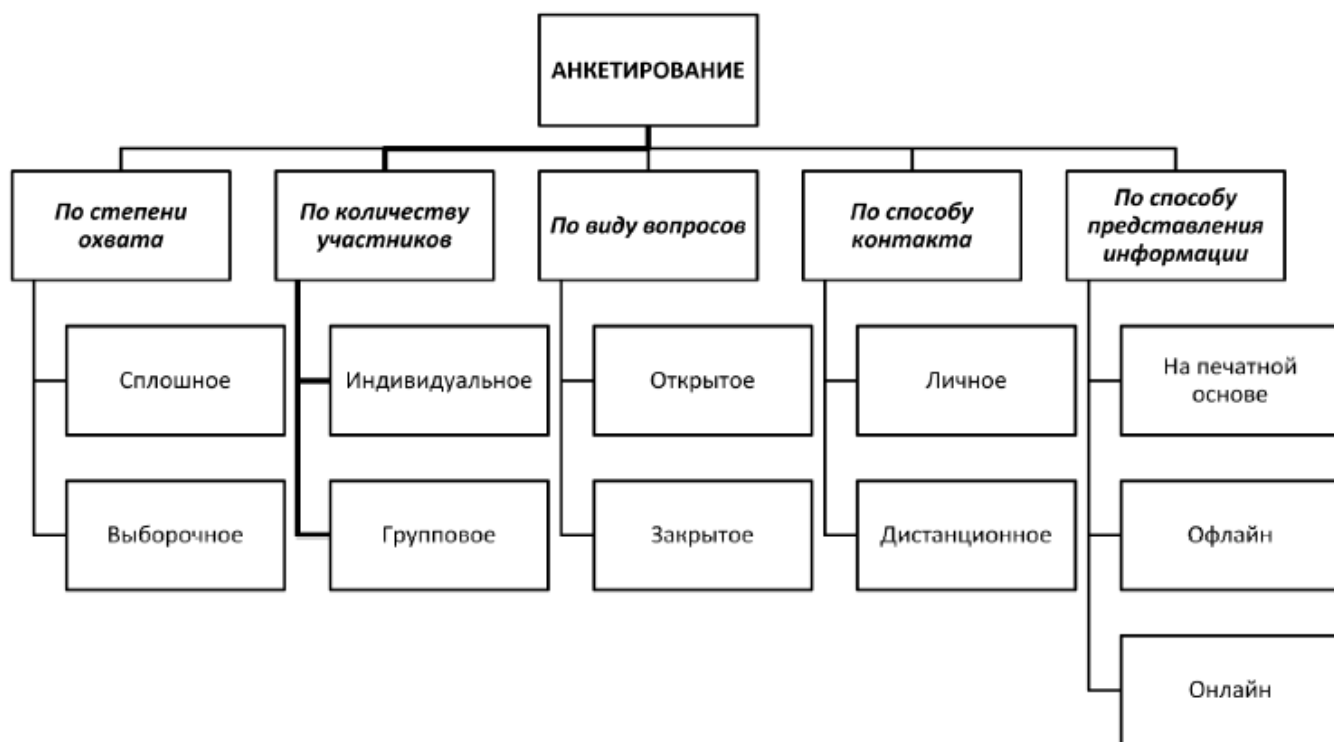 АНКЕТИРОВАНИЕ
По степени
охвата
По количеству
участников
По виду вопросов
По способу
контакта
По способу
представления
информации
Сплошное
Индивидуальное
Открытое
Личное
На печатной
основе
Выборочное
Групповое
Закрытое
Дистанционное
Офлайн
Онлайн